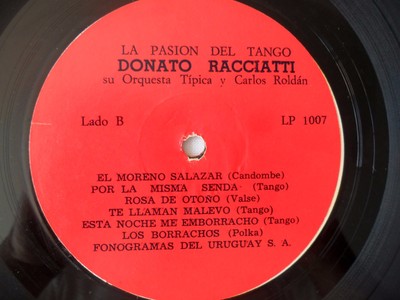 LA PASION DEL TANGO
DONATO RACCIATTI
su Orquesta Típica y Carlos Roldán
Lado B LP 1007
EL MORENO SALAZAR (Candombe)
POR LA MISMA SENDA (Tango)
ROSA DE OTOÑO (Valse)
TE LLAMAN MALEVO (Tango)
ESTA NOCHE ME EMBORRACHO (Tango)
LOS BORRACHOS (Polka)
FONOGRAMAS DEL URUGUAY S. A.